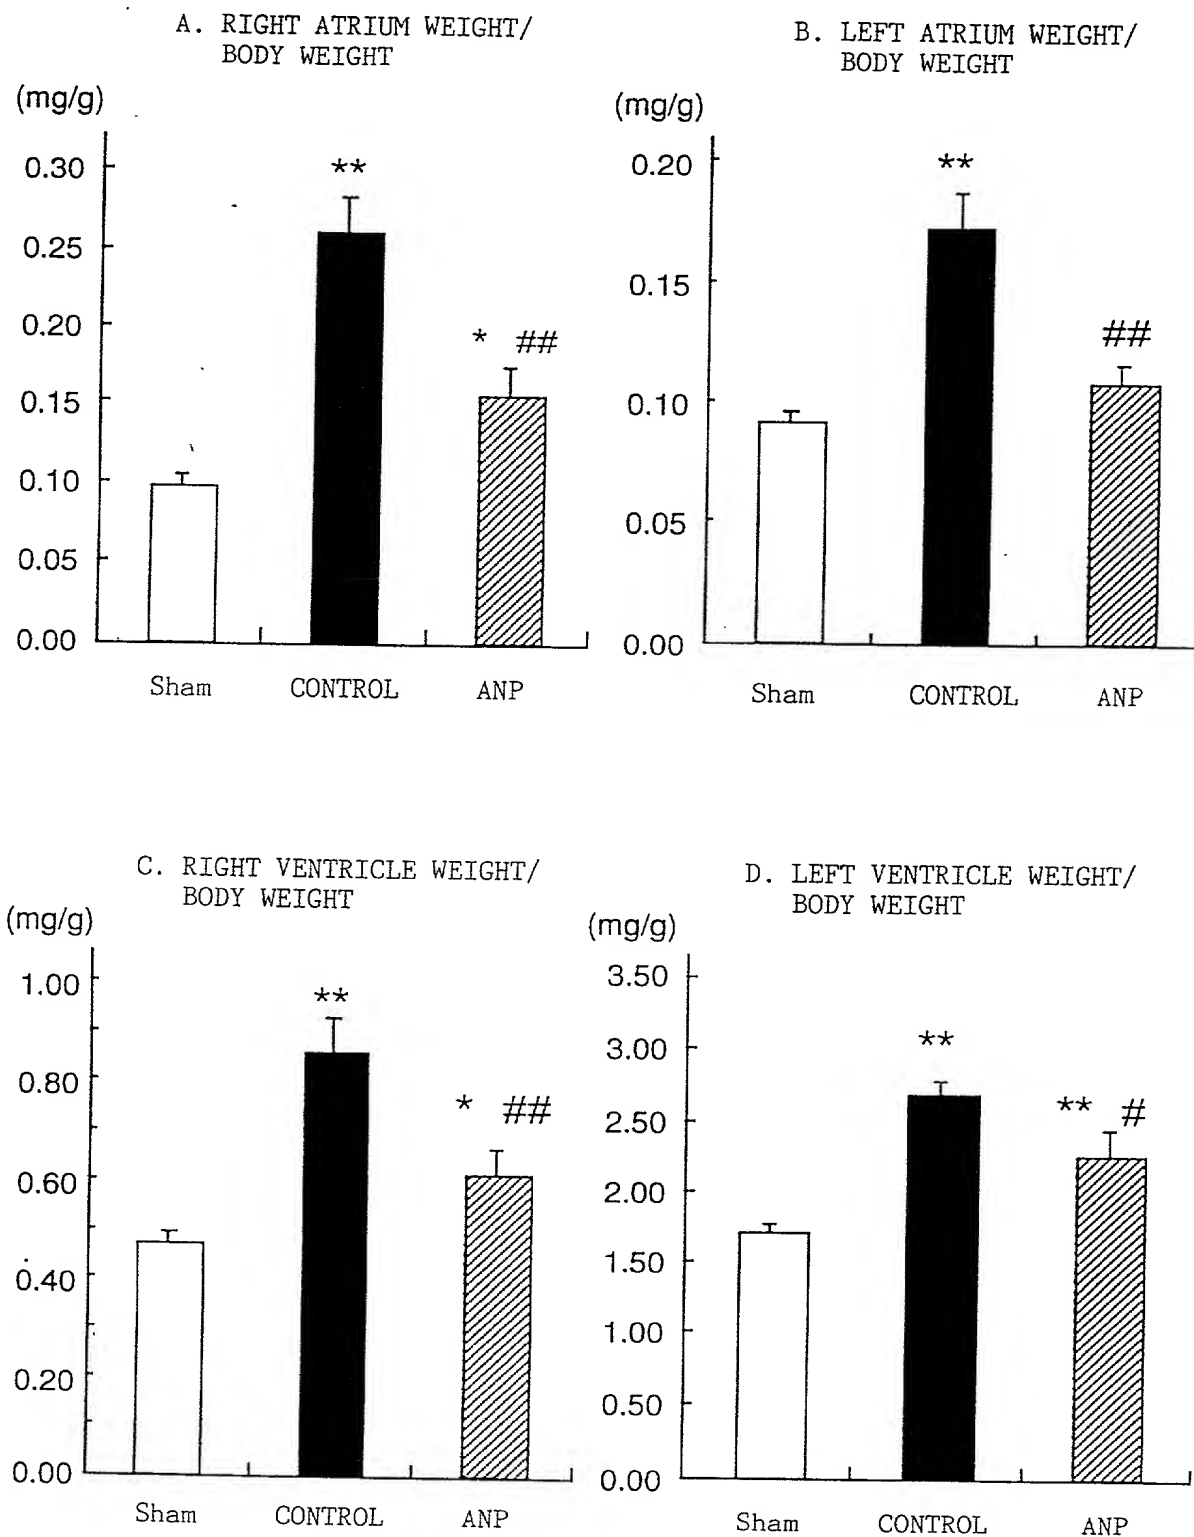 A. RIGHT ATRIUM WEIGHT/
BODY WEIGHT
(mg/g)
0.30
0.25
0.20
0.15
0.10
0.05
0.00
**
* ##
Sham CONTROL ANP
B. LEFT ATRIUM WEIGHT/
BODY WEIGHT
(mg/g)
0.20
0.15
0.10
0.05
0.00
**
##
Sham CONTROL ANP
C. RIGHT VENTRICLE WEIGHT/
BODY WEIGHT
(mg/g)
1.00
0.80
0.60
0.40
0.20
0.00
**
* ##
Sham CONTROL ANP
D. LEFT VENTRICLE WEIGHT/
BODY WEIGHT
(mg/g)
3.50
3.00
2.50
2.00
1.50
1.00
0.50
0.00
**
** #
Sham CONTROL ANP